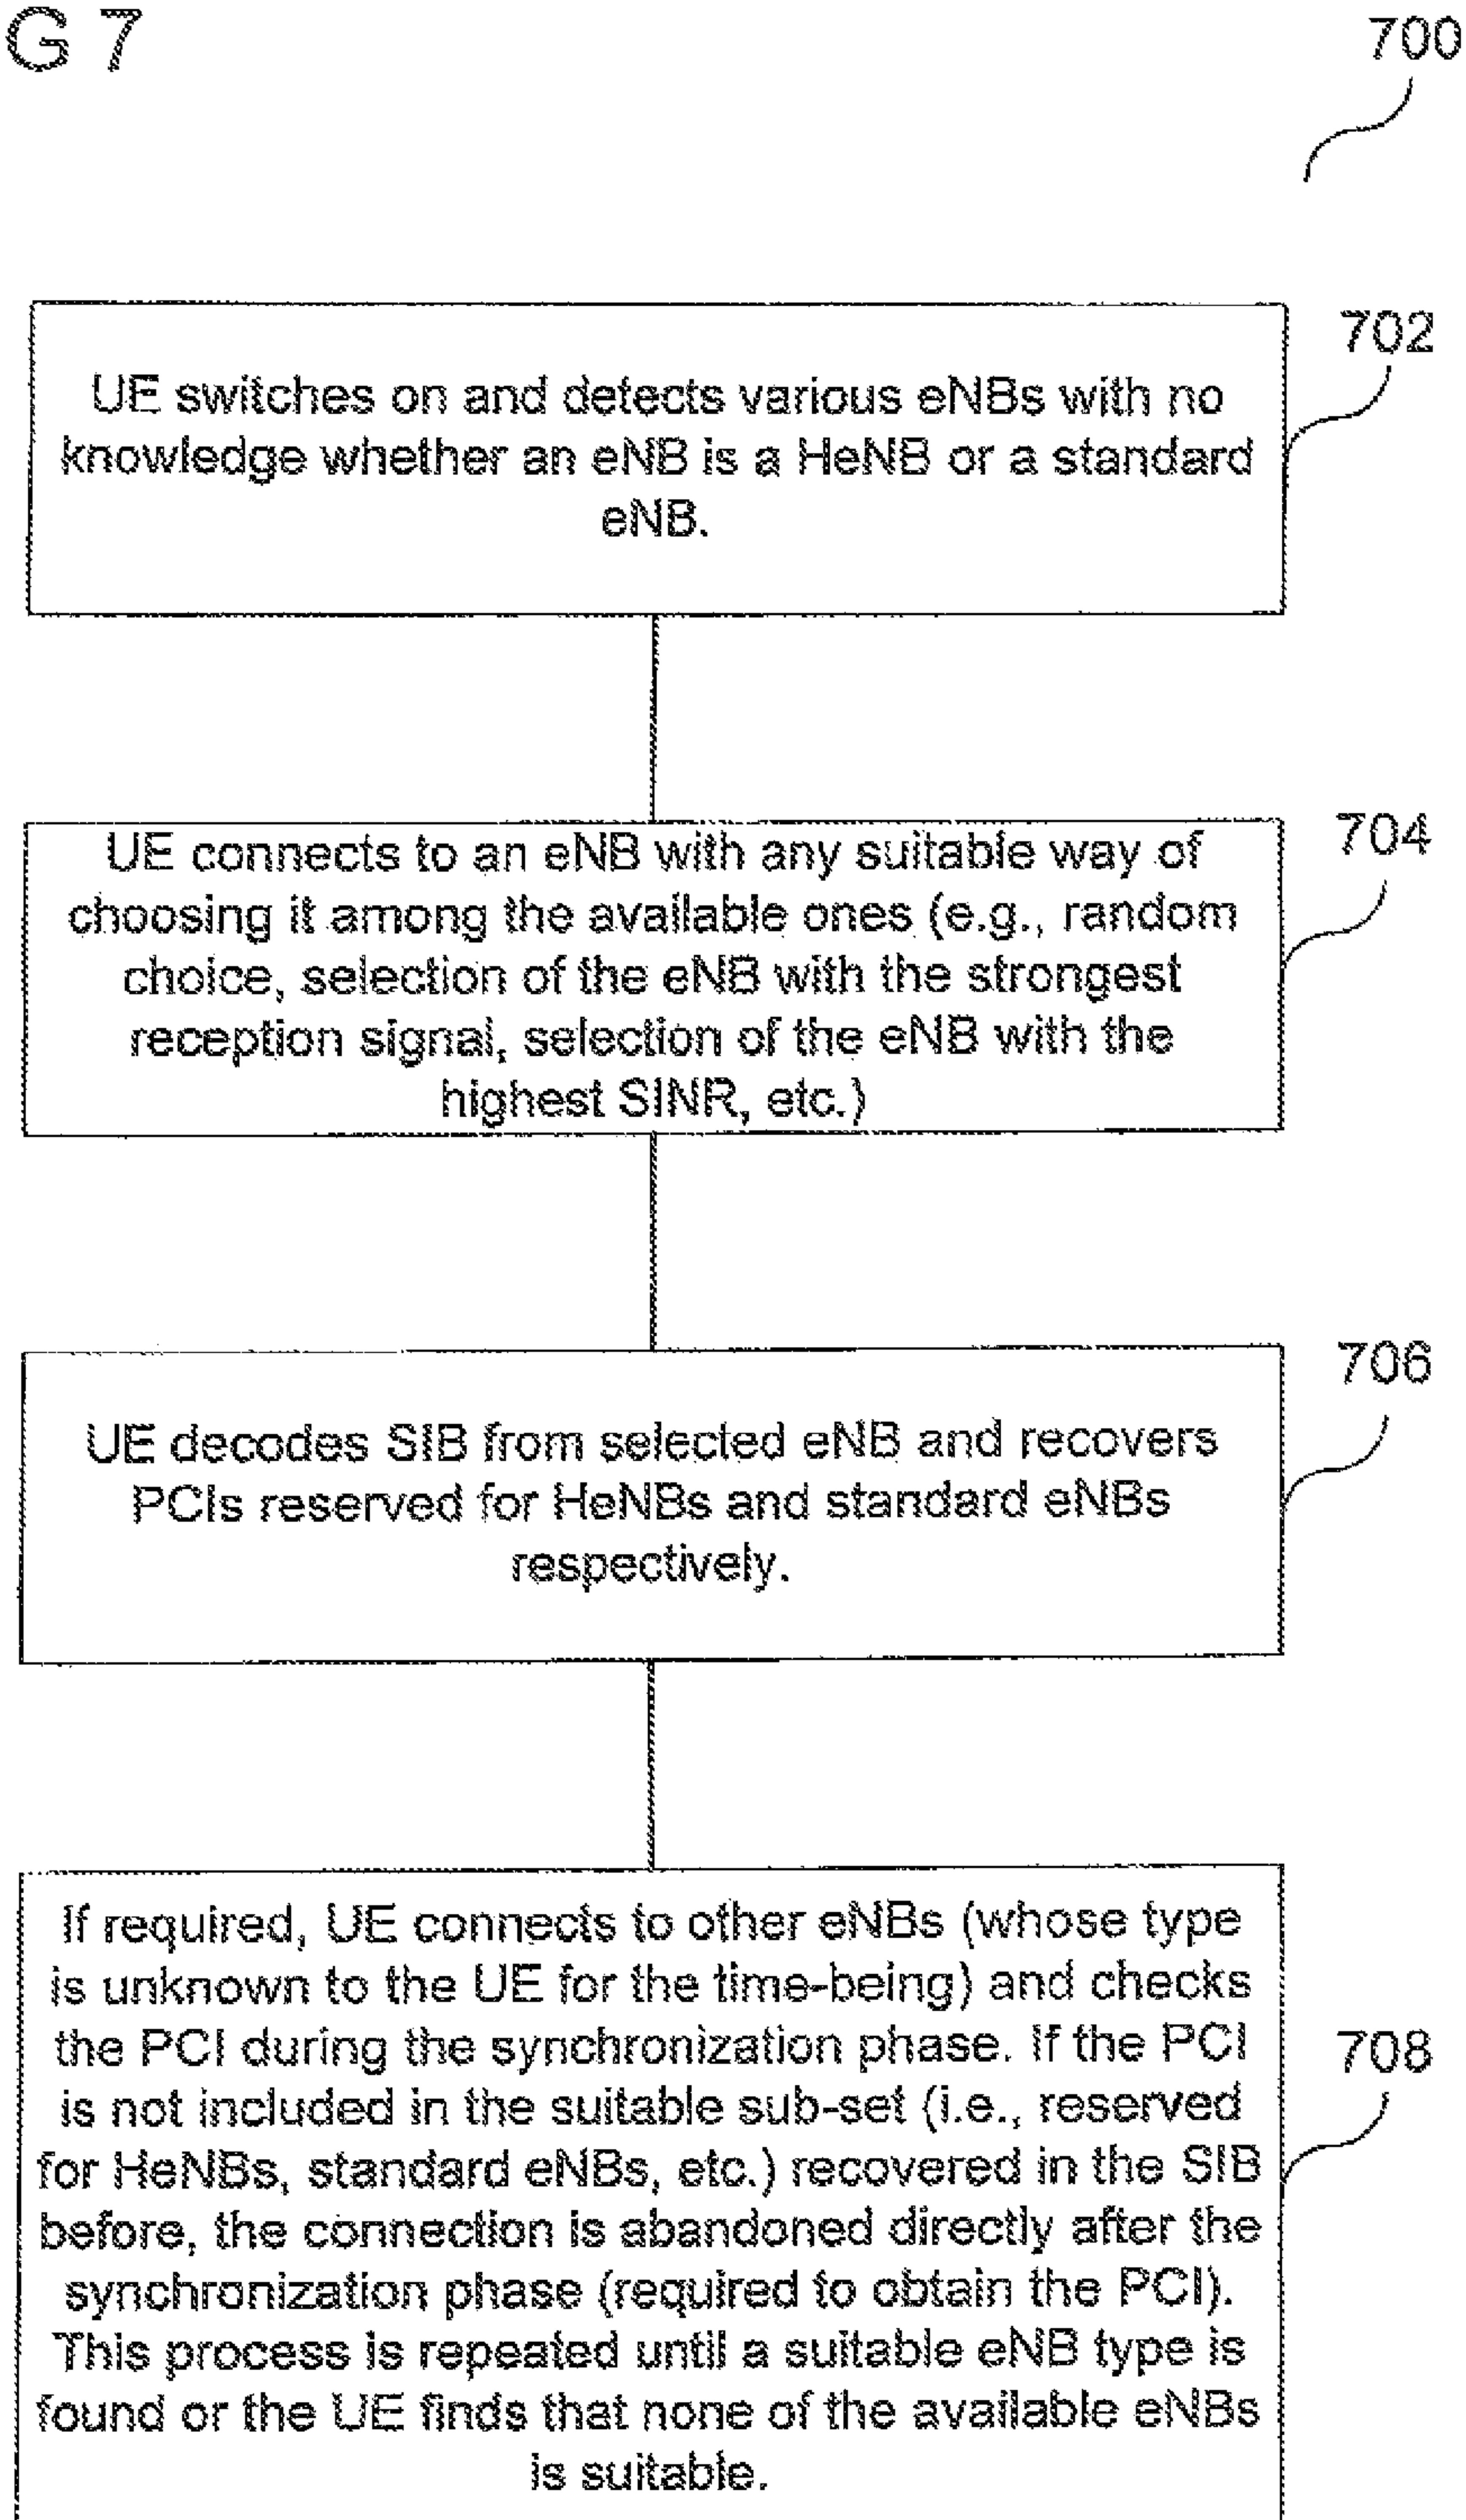 G 7
700
702
UE switches on and detects various eNBs with no
knowledge whether an eNB is a HeNB or a standard
eNB.
704
UE connects to an eNB with any suitable way of
choosing it among the available ones (e.g., random
choice, selection of the eNB with the strongest
reception signal, selection of the eNB with the
highest SINR, etc.)
706
UE decodes SIB from selected eNB and recovers
PCIs reserved for HeNBs and standard eNBs
respectively.
If required, UE connects to other eNBs (whose type
is unknown to the UE for the time-being) and checks
the PCI during the synchronization phase. If the PCI
708
is not included in the suitable sub-set (i.e., reserved
for HeNBs, standard eNBs, etc.) recovered in the SIB
before, the connection is abandoned directly after the
synchronization phase (required to obtain the PCI).
This process is repeated until a suitable eNB type is
found or the UE finds that none of the available eNBs
is suitable.